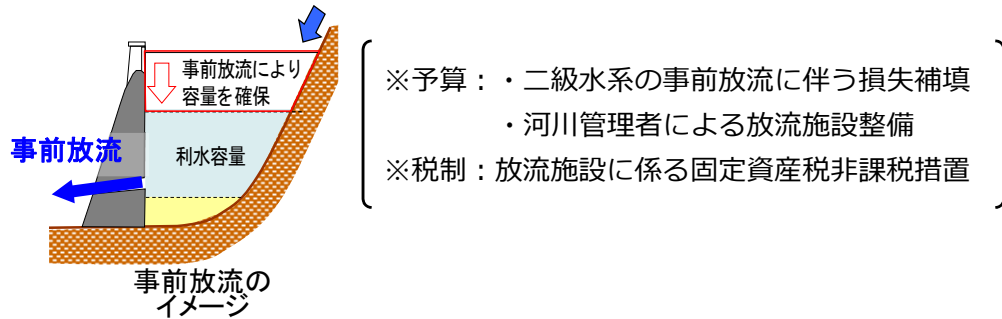 事前放流により
容量を確保
事前放流
利水容量
事前放流の
イメージ
※予算：・二級水系の事前放流に伴う損失補填
・河川管理者による放流施設整備
※税制：放流施設に係る固定資産税非課税措置